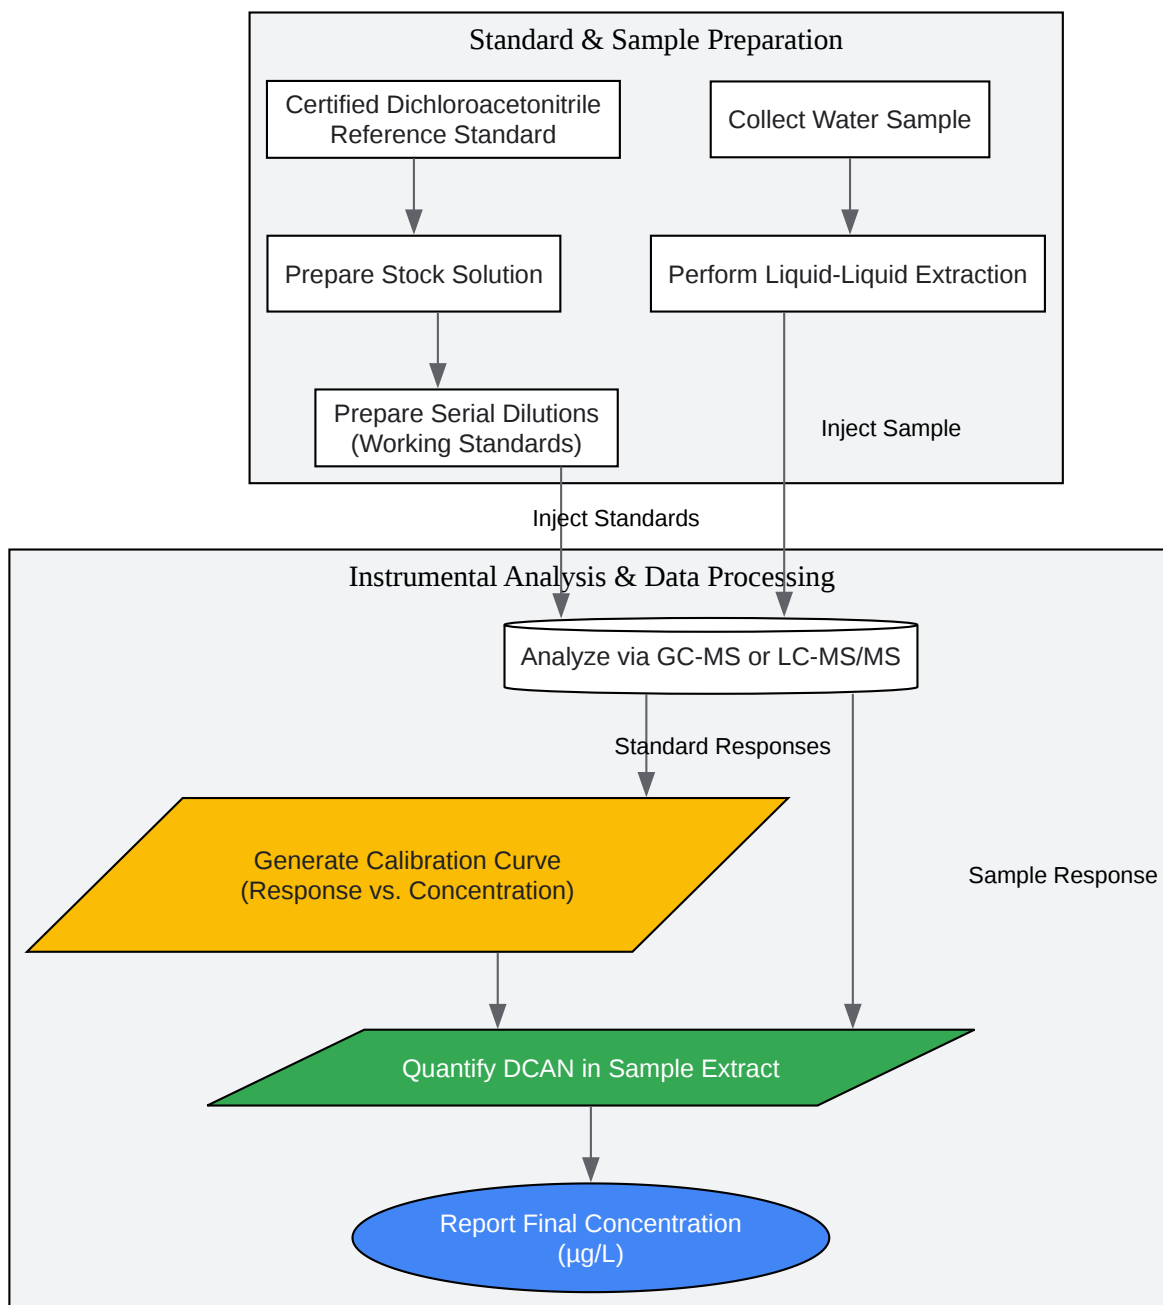 Standard & Sample Preparation
Certified Dichloroacetonitrile
Reference Standard
Collect Water Sample
Prepare Stock Solution
Perform Liquid-Liquid Extraction
Prepare Serial Dilutions
(Working Standards)
Inject Sample
Inject Standards
Instrumental Analysis & Data Processing
Analyze via GC-MS or LC-MS/MS
Standard Responses
Generate Calibration Curve
(Response vs. Concentration)
Sample Response
Quantify DCAN in Sample Extract
Report Final Concentration
(µg/L)